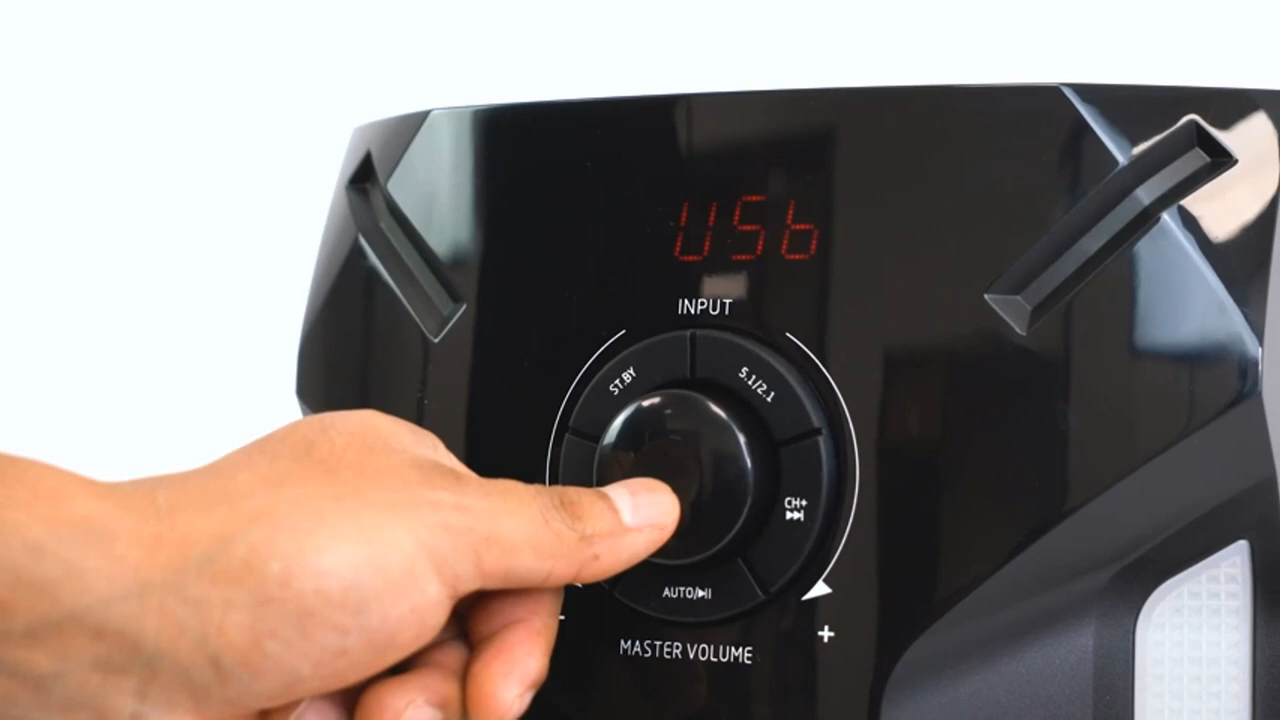 USb
INPUT
ST.BY
5.1/2.1
CH+
AUTO/
- +
MASTER VOLUME